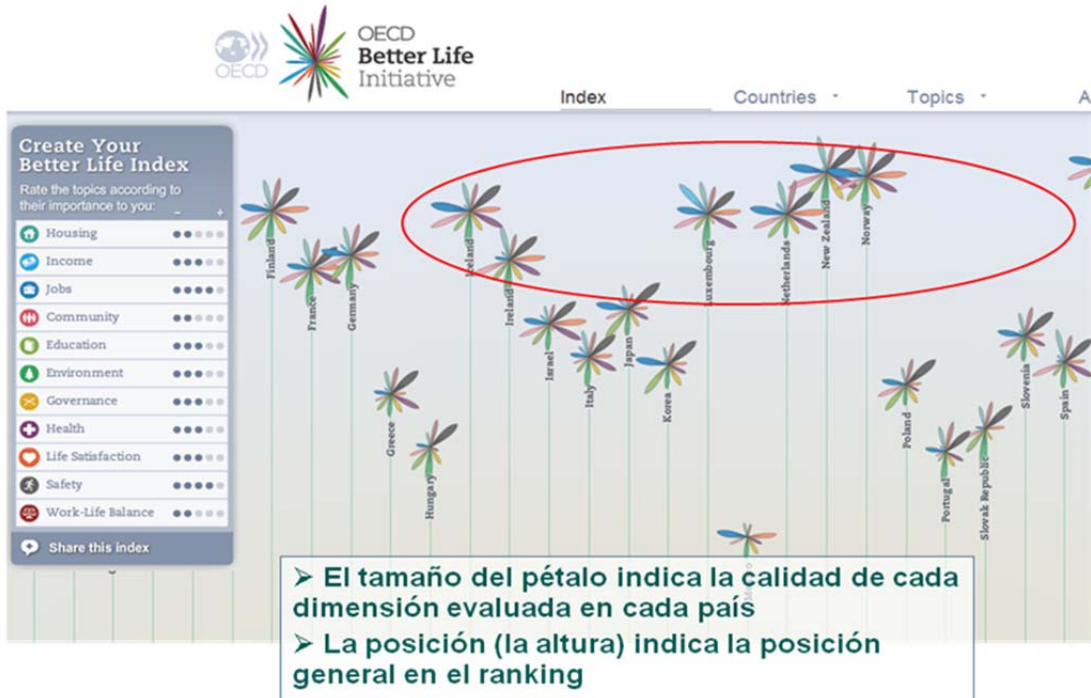 OECD
OECD
Better Life
Initiative
Index
Countries
Topics
A
Create Your
Better Life Index
Rate the topics according to
their importance to you:
- +
Housing
Income
Jobs
Community
Education
Environment
Governance
Health
Life Satisfaction
Safety
Work-Life Balance
Share this index
Finland
France
Germany
Greece
Hungary
Iceland
Ireland
Israel
Italy
Japan
Korea
Luxembourg
Netherlands
New Zealand
Norway
Poland
Portugal
Slovak Republic
Slovenia
Spain
➢ El tamaño del pétalo indica la calidad de cada
dimensión evaluada en cada país
➢ La posición (la altura) indica la posición
general en el ranking